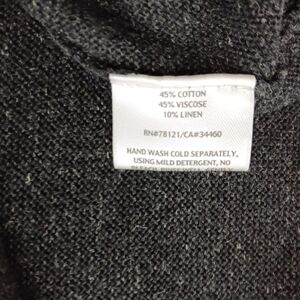 45% COTTON
45% VISCOSE
10% LINEN
RN#78121/CA#34460
HAND WASH COLD SEPARATELY,
USING MILD DETERGENT, NO